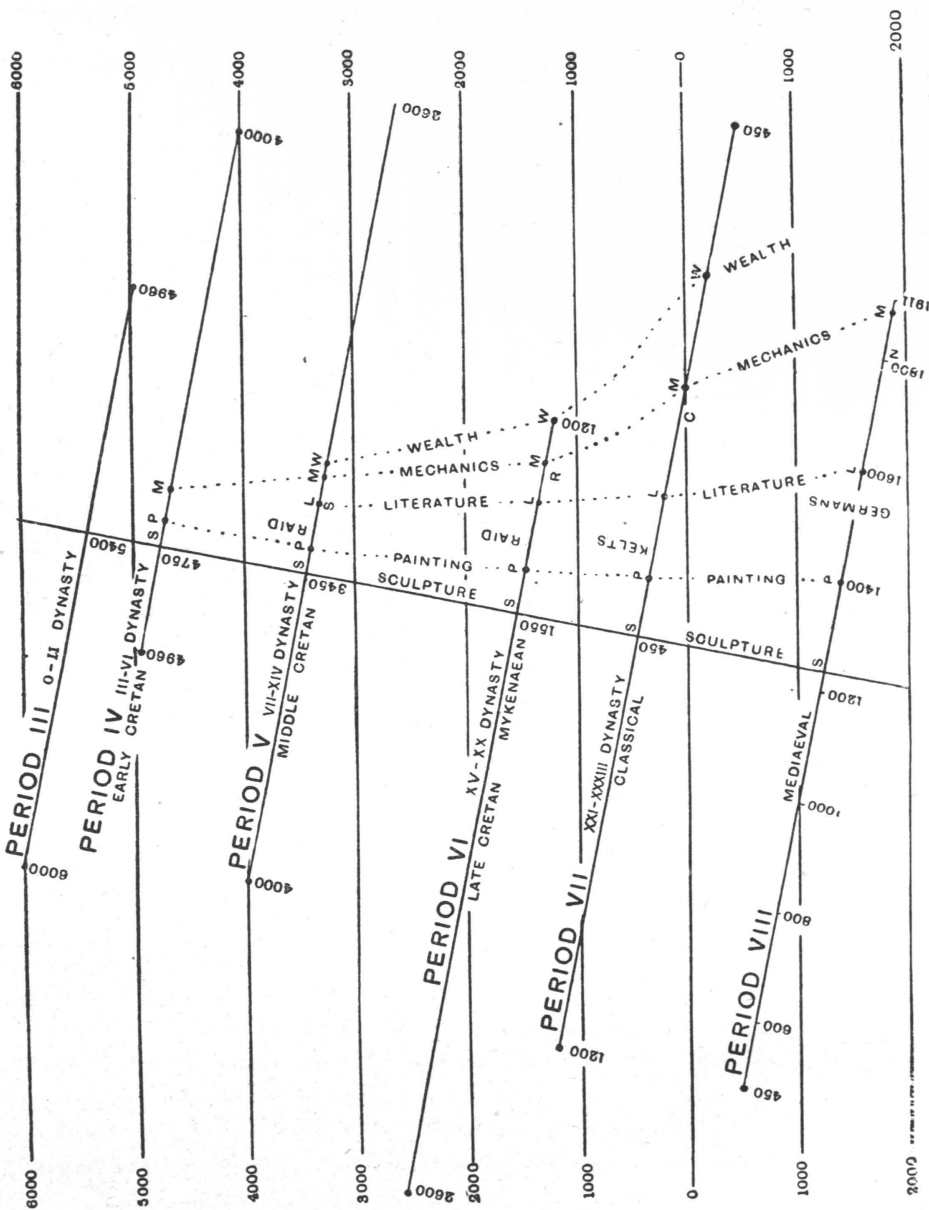 6000
5000
4000
3000
2000
1000
0
1000
2000
PERIOD III O-II DYNASTY
6000
5400
4960
PERIOD IV III-VI DYNASTY
EARLY CRETAN
4960
4750
4000
S P M
PERIOD V VII-XIV DYNASTY
MIDDLE CRETAN
4000
3450
2600
S P RAID L M W
S
PERIOD VI XV-XX DYNASTY
LATE CRETAN MYKENAEAN
2600
1550
1200
S P RAID L M W
R
PERIOD VII XXI-XXXIII DYNASTY
CLASSICAL
1200
450
450
S P KELTS L M W
C
PERIOD VIII
MEDIAEVAL
450
600
800
1000
1200
1400
1600
1800
1911
S P L N M
GERMANS
SCULPTURE
SCULPTURE
PAINTING
PAINTING
LITERATURE
LITERATURE
MECHANICS
MECHANICS
WEALTH
WEALTH
6000
5000
4000
3000
2000
1000
0
1000
2000